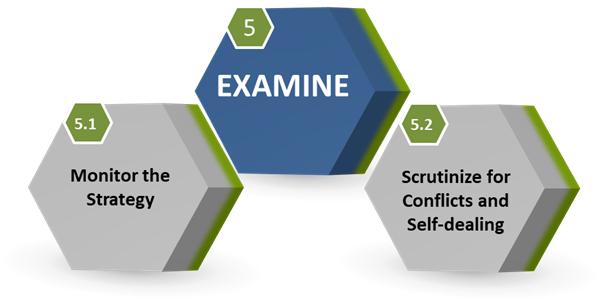 5
EXAMINE
5.1
Monitor the
Strategy
5.2
Scrutinize for
Conflicts and
Self-dealing